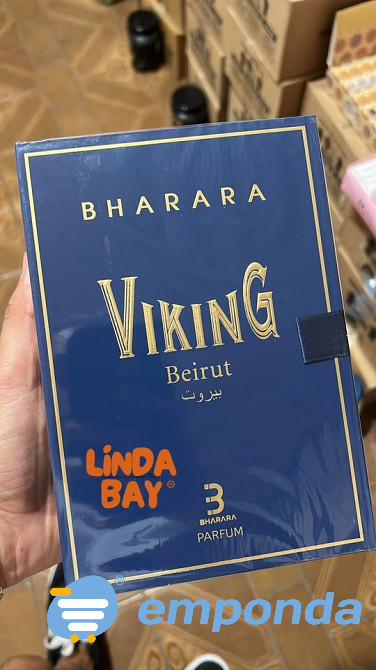 BHARARA
VIKING
Beirut
بيروت
LINDA
BAY
BHARARA
PARFUM
emponda